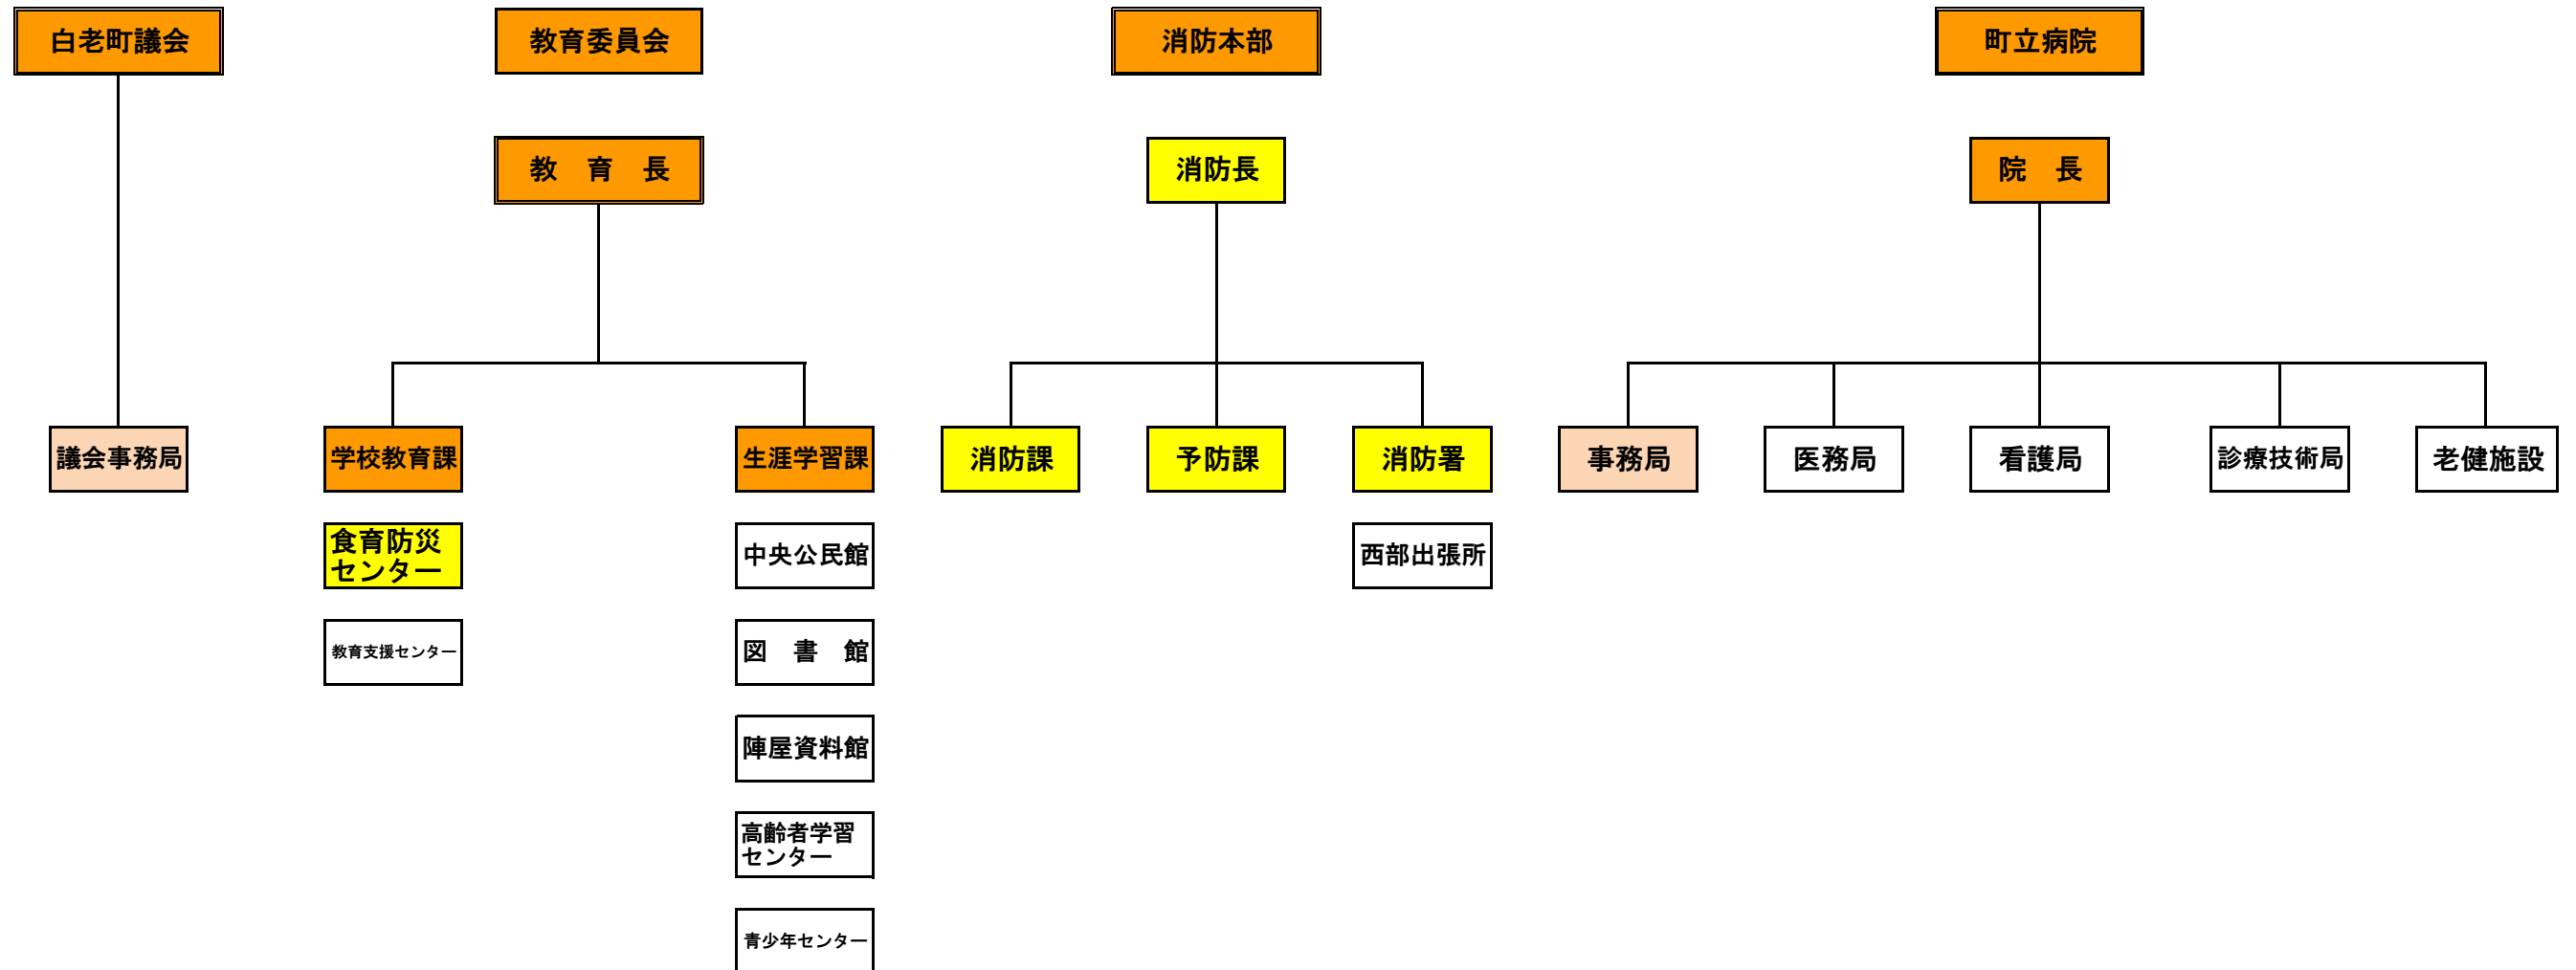 白老町議会
教育委員会
消防本部
町立病院
教　育　長
消防長
院　長
議会事務局
学校教育課
生涯学習課
消防課
予防課
消防署
事務局
医務局
看護局
診療技術局
老健施設
食育防災
センター
中央公民館
西部出張所
教育支援センター
図　書　館
陣屋資料館
高齢者学習
センター
青少年センター